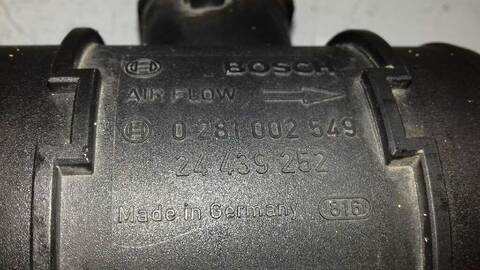 BOSCH
AIR FLOW
0 281 002 549
24 439 252
Made in Germany 616